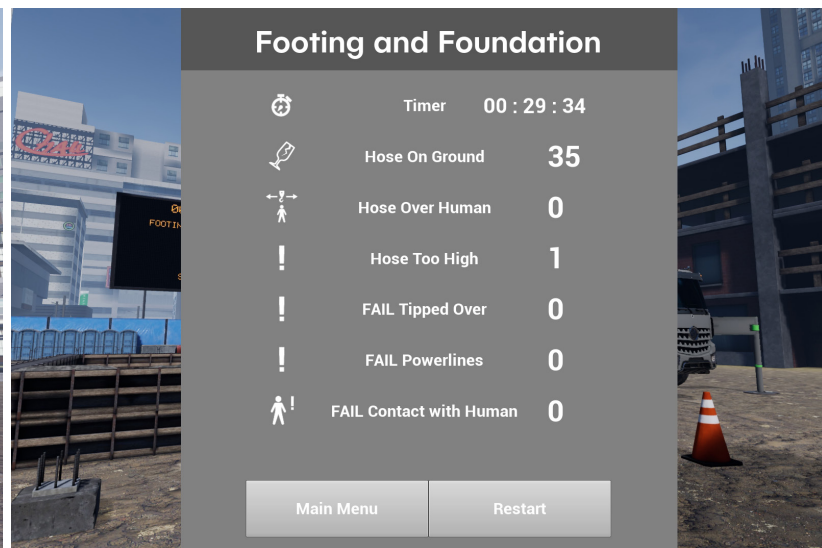 Footing and Foundation
Timer 00 : 29 : 34
Hose On Ground 35
Hose Over Human 0
Hose Too High 1
FAIL Tipped Over 0
FAIL Powerlines 0
FAIL Contact with Human 0
Main Menu Restart